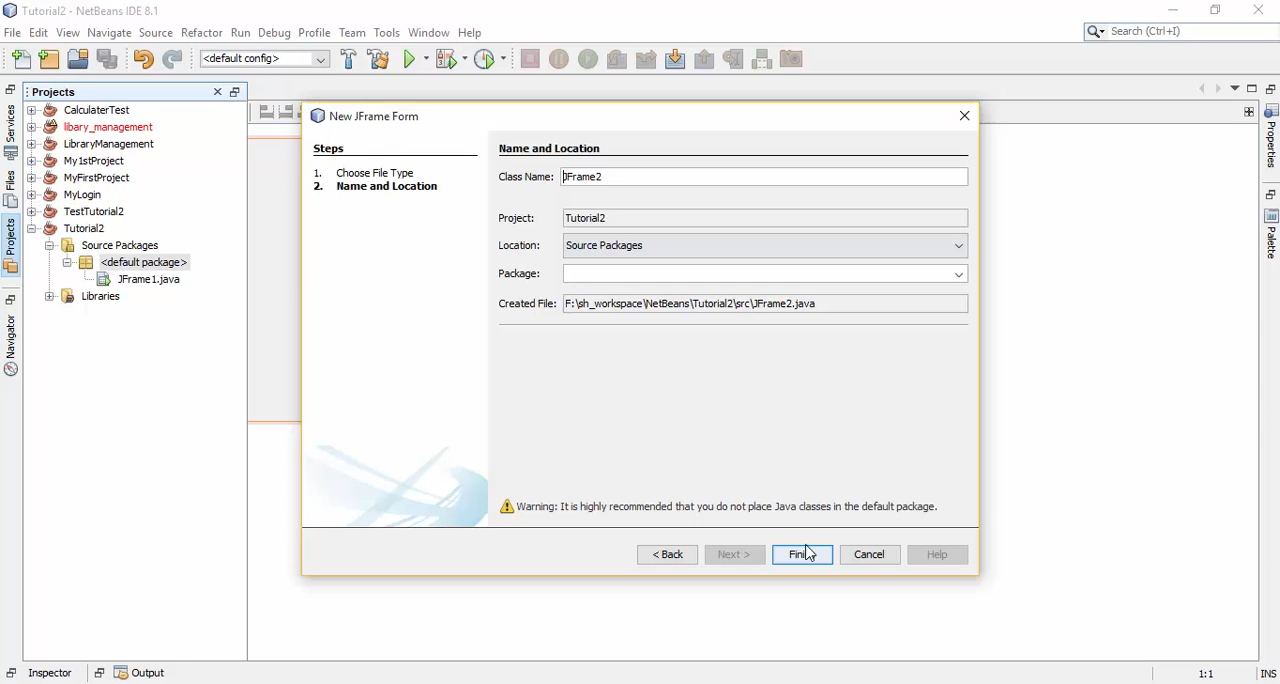 Tutorial2 - NetBeans IDE 8.1
File Edit View Navigate Source Refactor Run Debug Profile Team Tools Window Help
Search (Ctrl+I)
<default config>
Projects
CalculaterTest
libary_management
LibraryManagement
My1stProject
MyFirstProject
MyLogin
TestTutorial2
Tutorial2
Source Packages
<default package>
JFrame1.java
Libraries
Services
Files
Projects
Navigator
New JFrame Form
Steps
1. Choose File Type
2. Name and Location
Name and Location
Class Name: JFrame2
Project: Tutorial2
Location: Source Packages
Package:
Created File: F:\sh_workspace\NetBeans\Tutorial2\src\JFrame2.java
Warning: It is highly recommended that you do not place Java classes in the default package.
< Back Next > Cancel Help
Properties
Palette
Inspector Output 1:1 INS